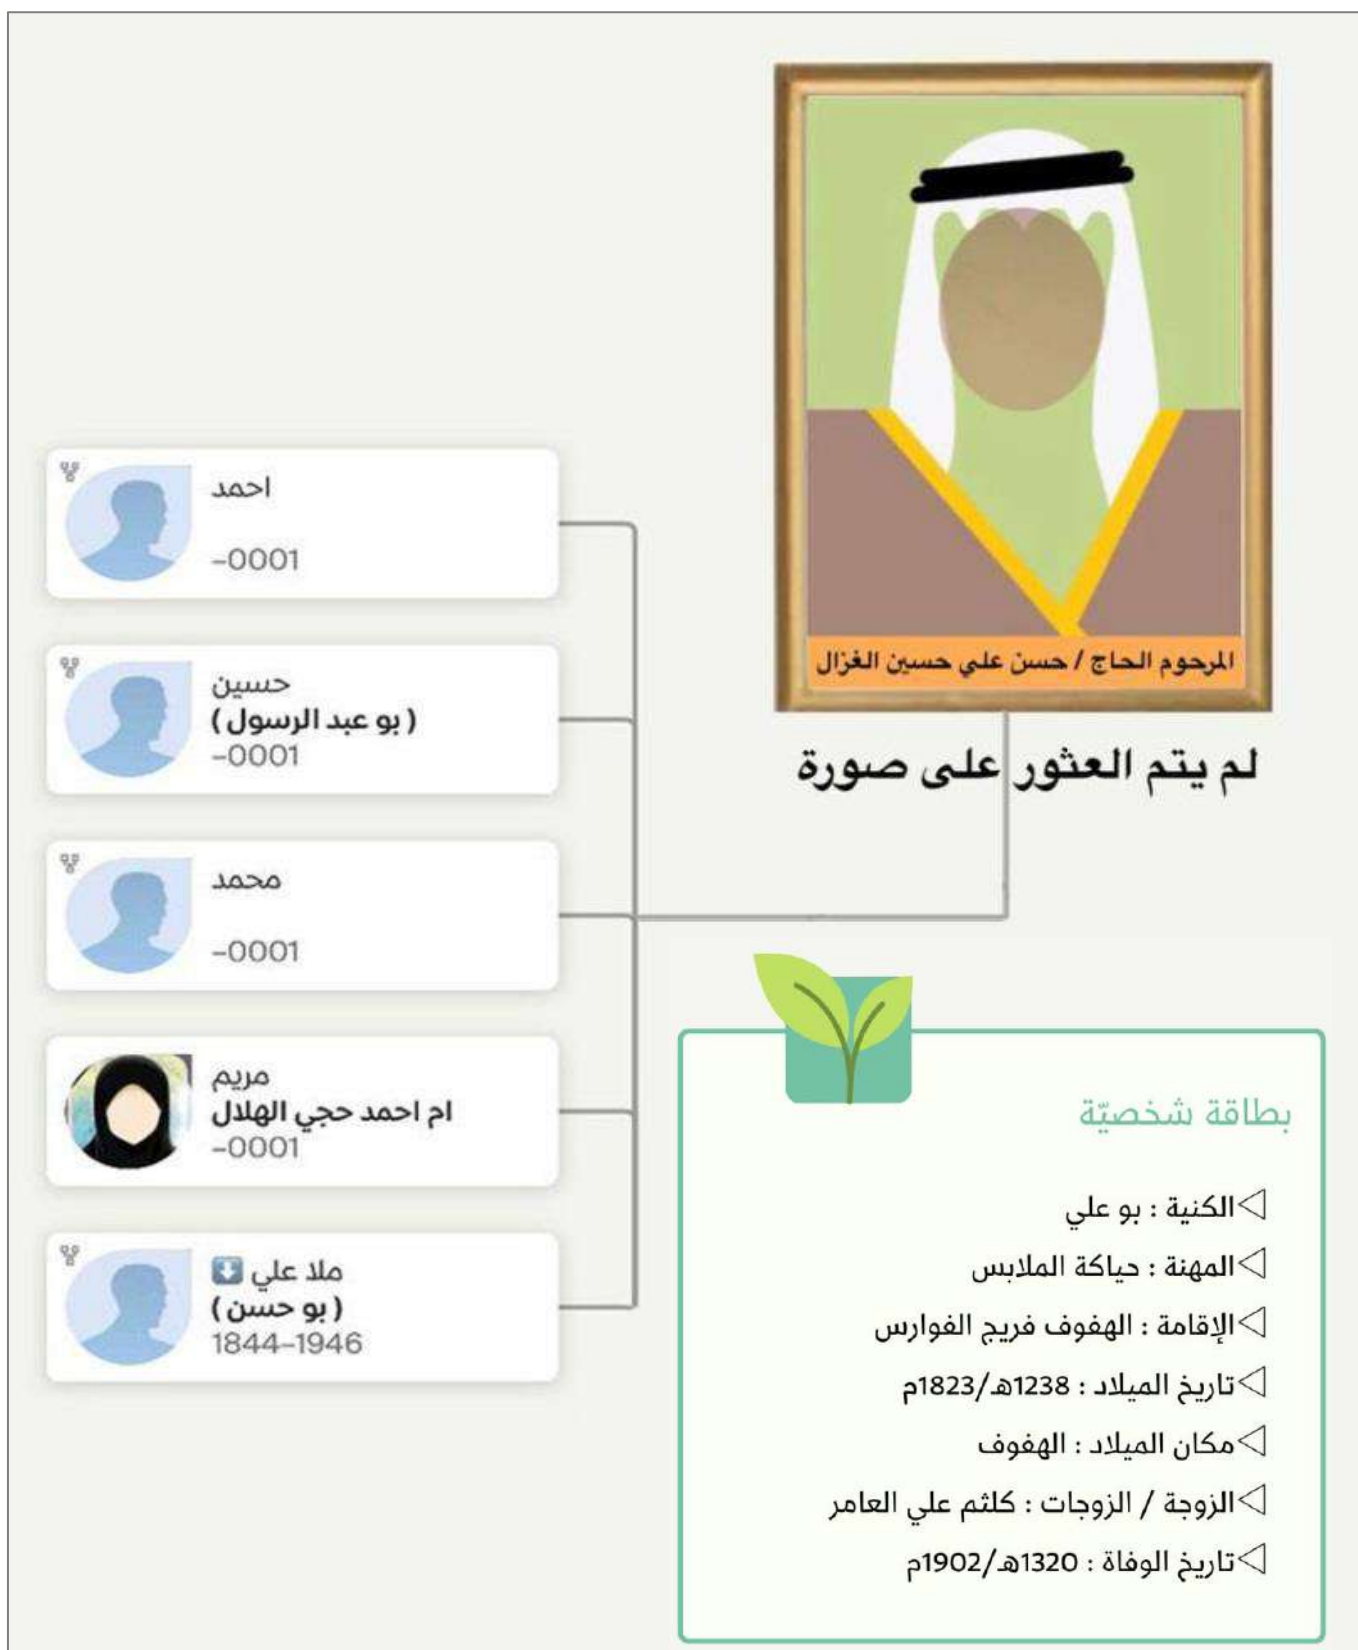 المرحوم الحاج / حسن علي حسين الغزال
لم يتم العثور على صورة
احمد
0001-
حسين
( بو عبد الرسول )
0001-
محمد
0001-
مريم
ام احمد حجي الهلال
0001-
ملا علي ⬇️
( بو حسن )
1844-1946
بطاقة شخصيّة
الكنية : بو علي
المهنة : حياكة الملابس
الإقامة : الهفوف فريج الفوارس
تاريخ الميلاد : 1238هـ/1823م
مكان الميلاد : الهفوف
الزوجة / الزوجات : كلثم علي العامر
تاريخ الوفاة : 1320هـ/1902م